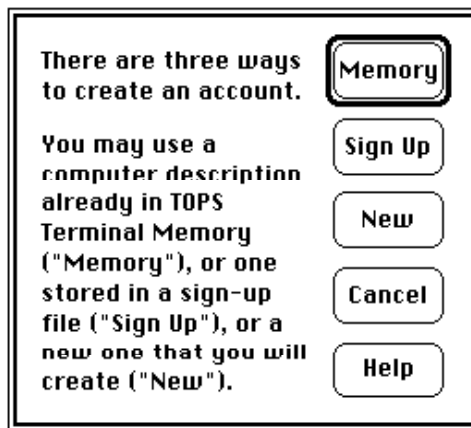 There are three ways
to create an account.
You may use a
computer description
already in TOPS
Terminal Memory
("Memory"), or one
stored in a sign-up
file ("Sign Up"), or a
new one that you will
create ("New").
Memory
Sign Up
New
Cancel
Help